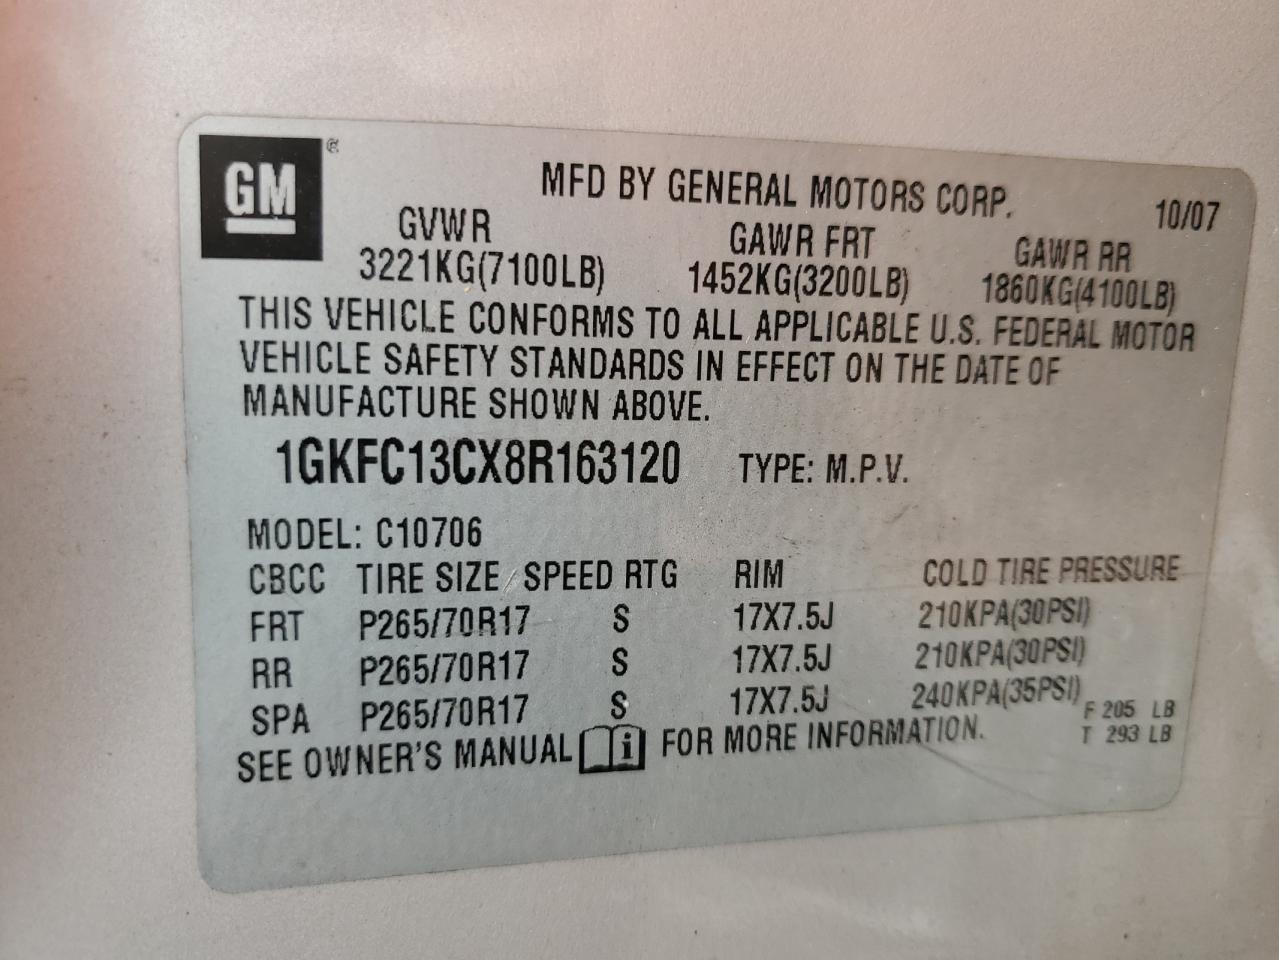 GM ®
MFD BY GENERAL MOTORS CORP.
10/07
GVWR GAWR FRT GAWR RR
3221KG(7100LB) 1452KG(3200LB) 1860KG(4100LB)
THIS VEHICLE CONFORMS TO ALL APPLICABLE U.S. FEDERAL MOTOR
VEHICLE SAFETY STANDARDS IN EFFECT ON THE DATE OF
MANUFACTURE SHOWN ABOVE.
1GKFC13CX8R163120 TYPE: M.P.V.
MODEL: C10706
CBCC TIRE SIZE SPEED RTG RIM COLD TIRE PRESSURE
FRT P265/70R17 S 17X7.5J 210KPA(30PSI)
RR P265/70R17 S 17X7.5J 210KPA(30PSI)
SPA P265/70R17 S 17X7.5J 240KPA(35PSI)
F 205 LB
T 293 LB
SEE OWNER'S MANUAL i FOR MORE INFORMATION.